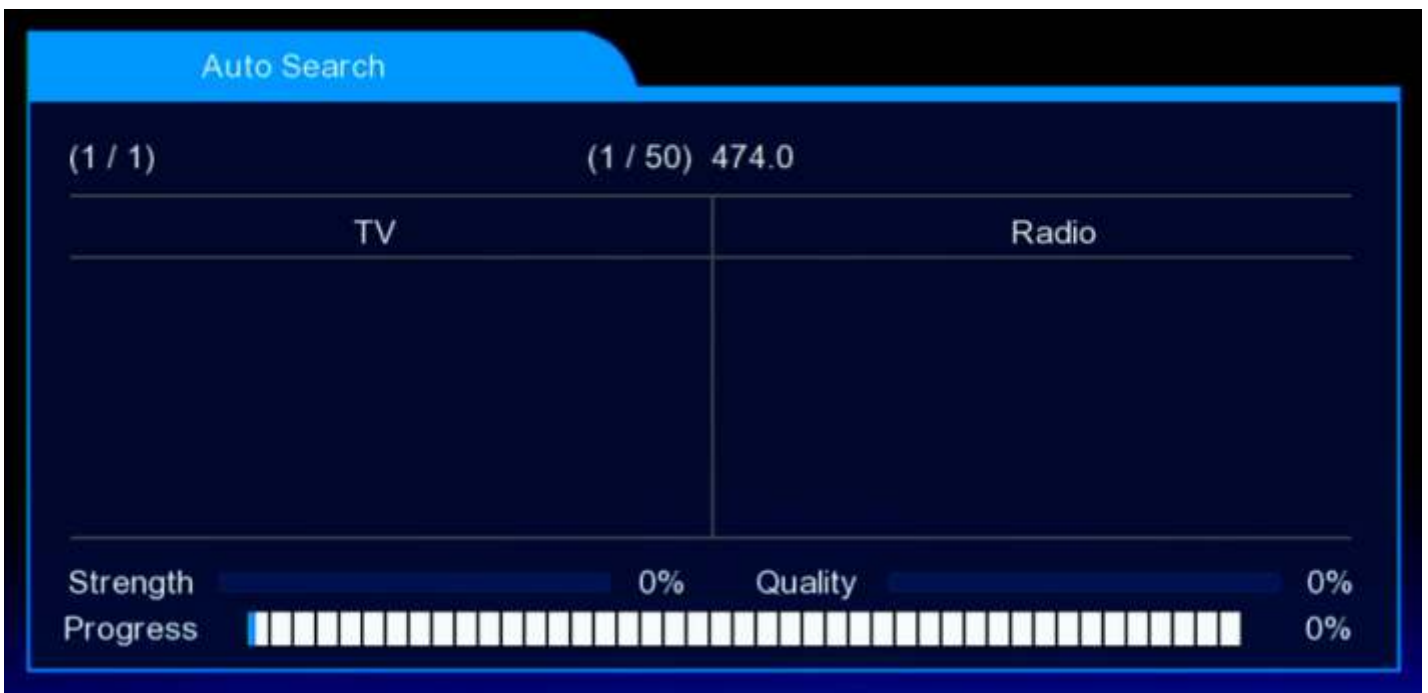 Auto Search
(1 / 1) (1 / 50) 474.0
TV Radio
Strength 0% Quality 0%
Progress 0%